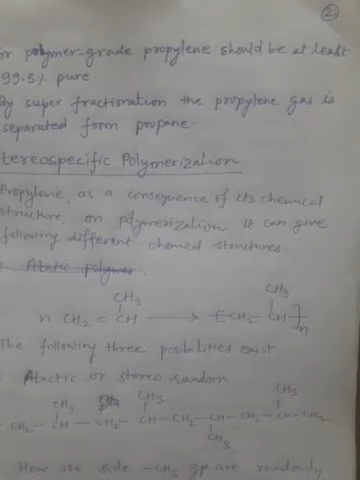 ②
or polymer-grade propylene should be at least
99.5% pure.
By super fractionation the propylene gas is
separated from propane.
tereospecific Polymerization
Propylene, as a consequence of its chemical
structure, on polymerization it can give
following different chemical structures.
Atatic polymer.
CH3 CH3
n CH2 = CH → [CH2 - CH]n
The following three posibilities exist
Atactic or stereo random
CH3 CH3 CH3
- CH2 - CH - CH2 - CH - CH2 - CH - CH2 - CH - CH2
CH3
Here the side -CH3 gp are randomly